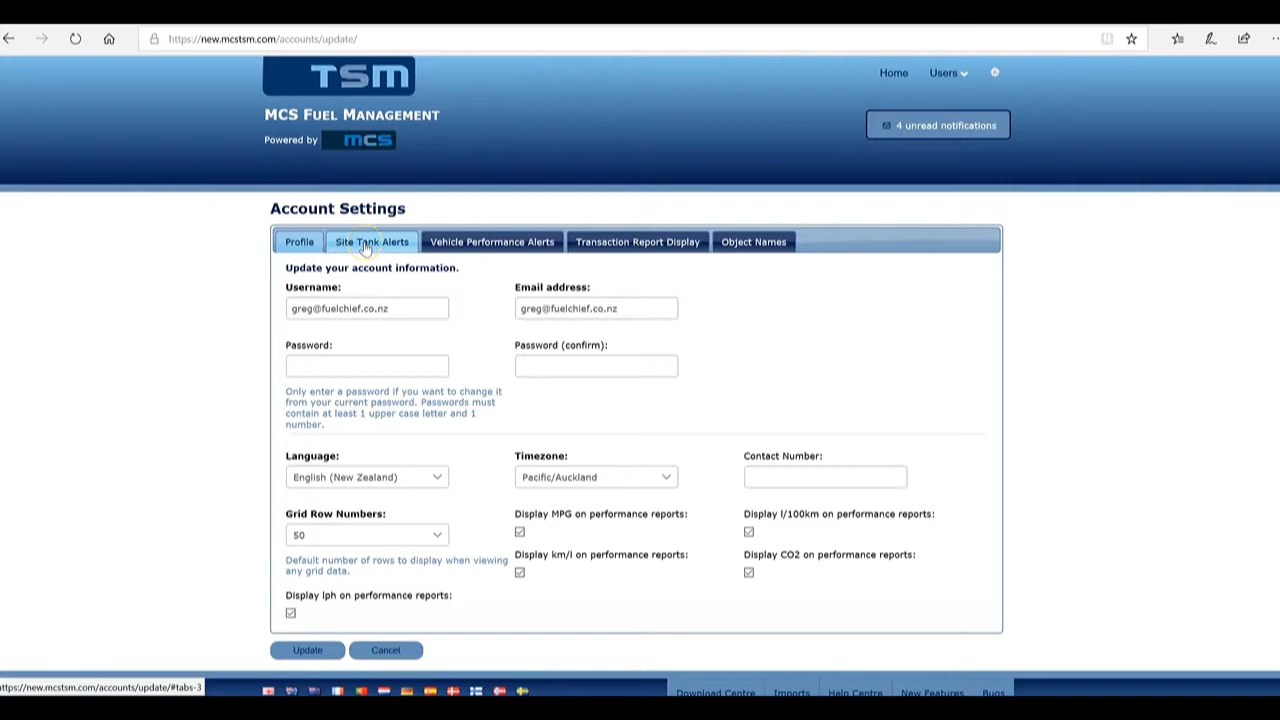 https://new.mcstsm.com/accounts/update/
TSM
Home
Users
MCS FUEL MANAGEMENT
4 unread notifications
Powered by mcs
Account Settings
Profile
Site Tank Alerts
Vehicle Performance Alerts
Transaction Report Display
Object Names
Update your account information.
Username:
Email address:
greg@fuelchief.co.nz
greg@fuelchief.co.nz
Password:
Password (confirm):
Only enter a password if you want to change it
from your current password. Passwords must
contain at least 1 upper case letter and 1
number.
Language:
Timezone:
Contact Number:
English (New Zealand)
Pacific/Auckland
Grid Row Numbers:
Display MPG on performance reports:
Display l/100km on performance reports:
50
Default number of rows to display when viewing
any grid data.
Display km/l on performance reports:
Display CO2 on performance reports:
Display lph on performance reports:
Update
Cancel
https://new.mcstsm.com/accounts/update/#tabs-3
Download Centre
Imports
Help Centre
New Features
Bugs